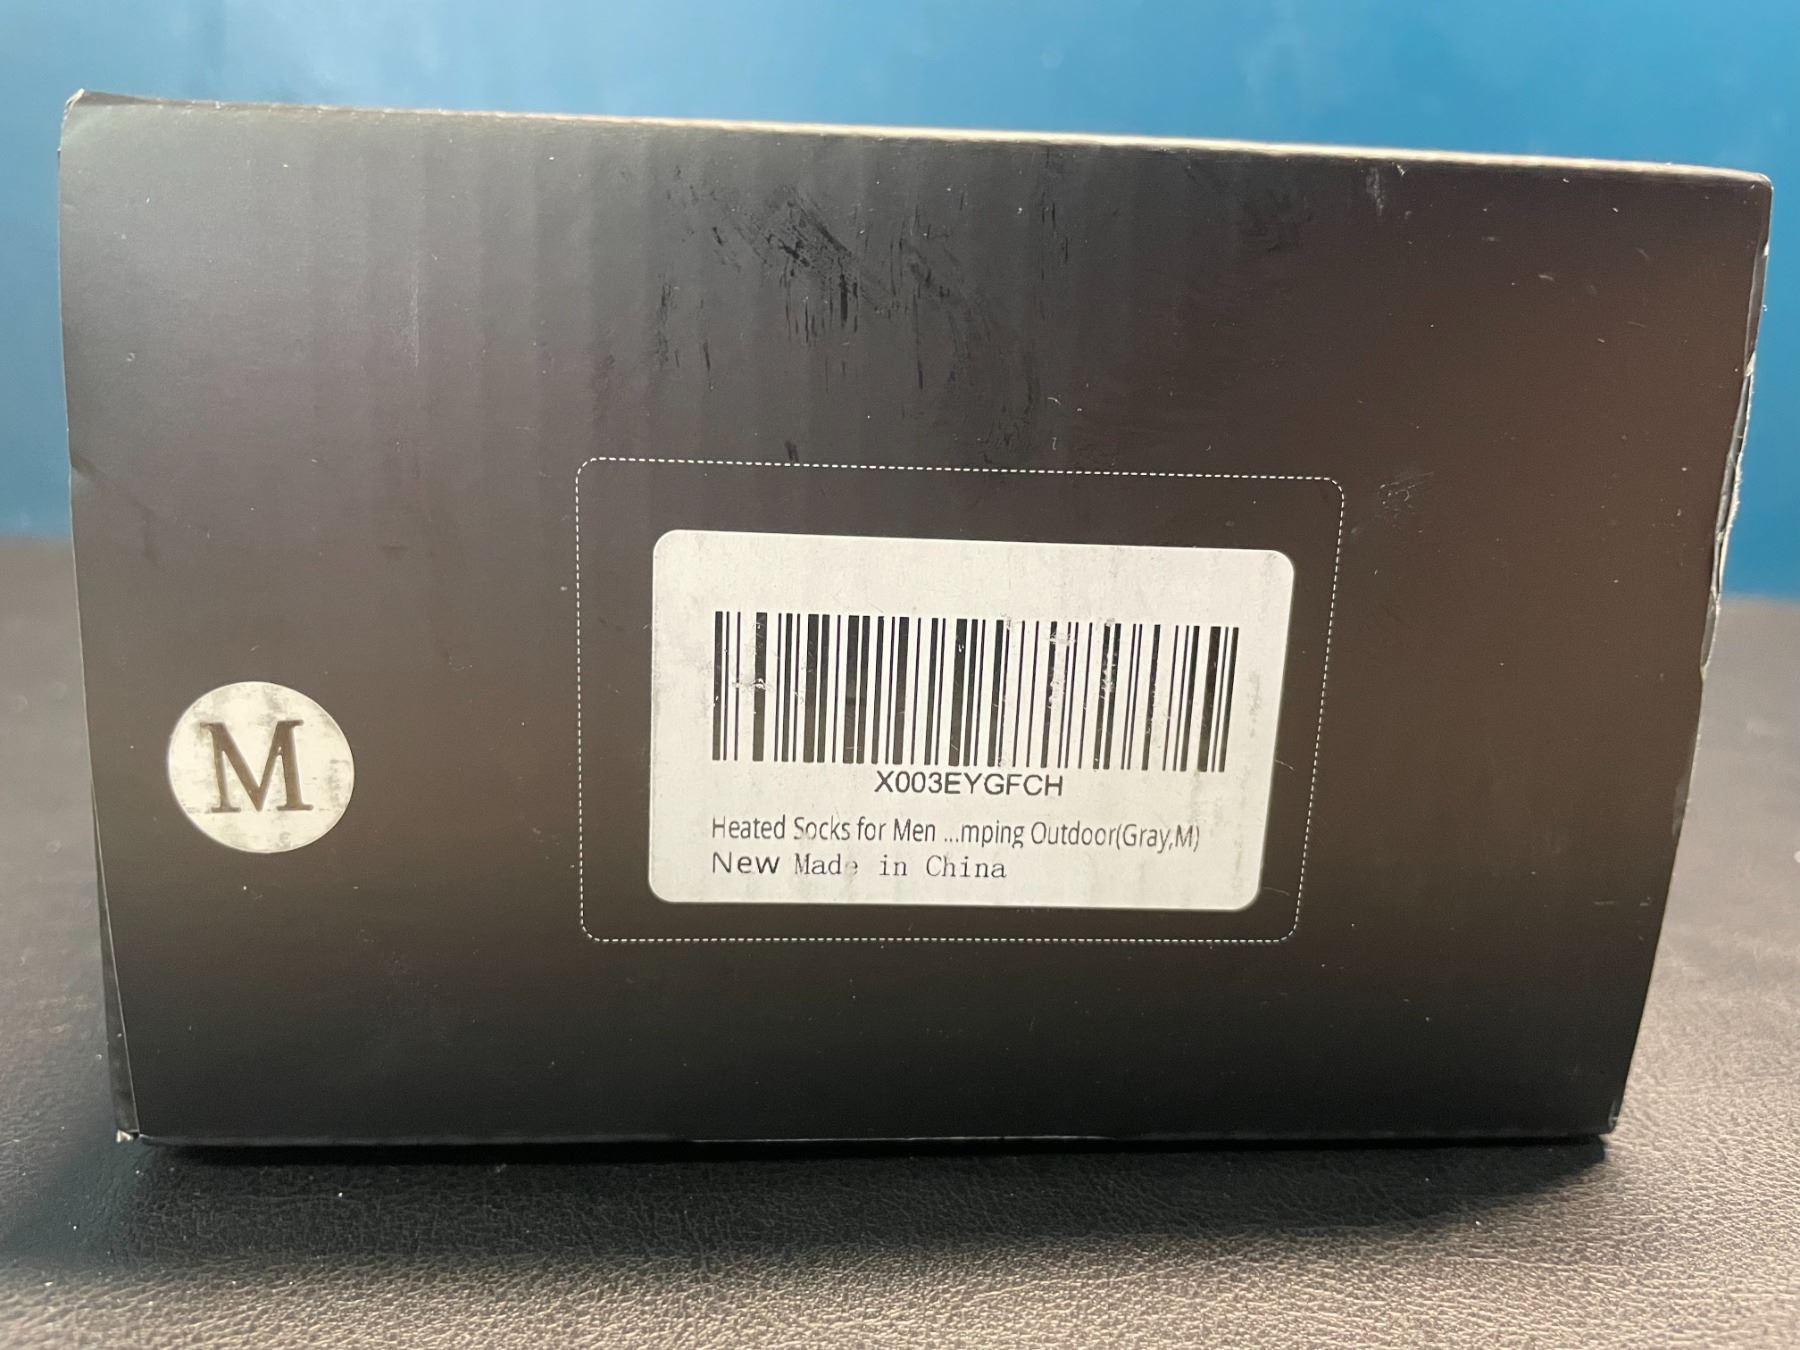 M
X003EYGFCH
Heated Socks for Men ...mping Outdoor(Gray,M)
New Made in China